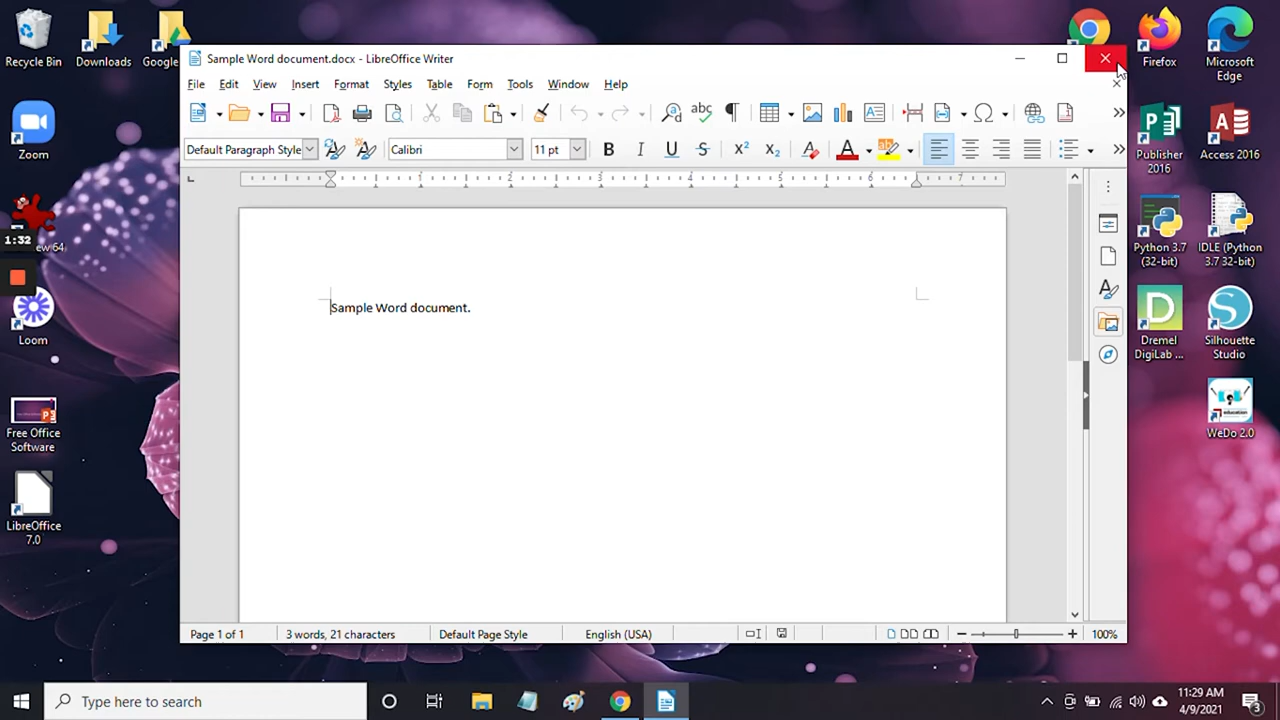 Sample Word document.docx - LibreOffice Writer
File Edit View Insert Format Styles Table Form Tools Window Help
Default Paragraph Style
Calibri
11 pt
Sample Word document.
Page 1 of 1
3 words, 21 characters
Default Page Style
English (USA)
100%
Recycle Bin
Downloads
Google
Zoom
1:32
ew 64
Loom
Free Office
Software
LibreOffice
7.0
Firefox
Microsoft
Edge
Publisher
2016
Access 2016
Python 3.7
(32-bit)
IDLE (Python
3.7 32-bit)
Dremel
DigiLab ...
Silhouette
Studio
WeDo 2.0
Type here to search
11:29 AM
4/9/2021
3